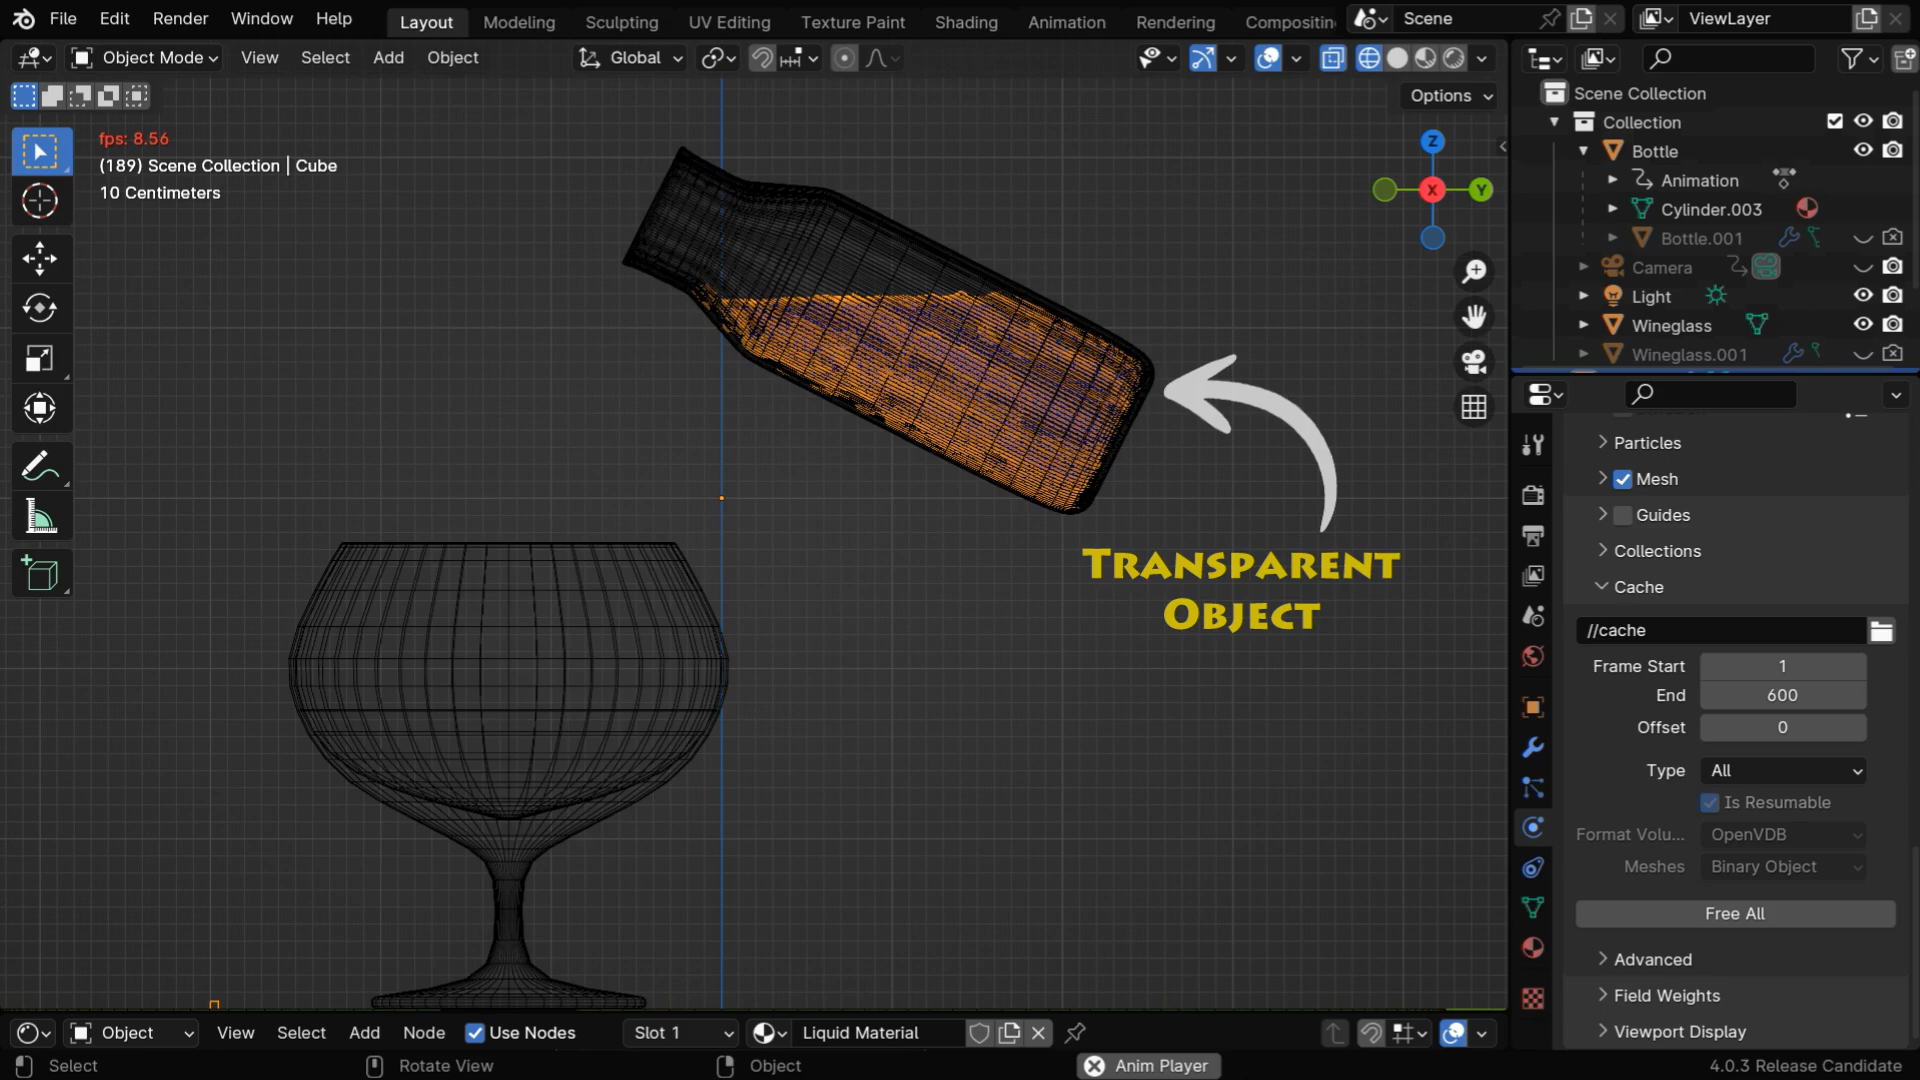 File Edit Render Window Help
Layout Modeling Sculpting UV Editing Texture Paint Shading Animation Rendering Compositin
Scene
ViewLayer
Object Mode View Select Add Object
Global
Options
fps: 8.56
(189) Scene Collection | Cube
10 Centimeters
Z
X
Y
Scene Collection
Collection
Bottle
Animation
Cylinder.003
Bottle.001
Camera
Light
Wineglass
Wineglass.001
Particles
Mesh
Guides
Collections
Cache
//cache
Frame Start 1
End 600
Offset 0
Type All
Is Resumable
Format Volu... OpenVDB
Meshes Binary Object
Free All
Advanced
Field Weights
Viewport Display
TRANSPARENT
OBJECT
Object View Select Add Node Use Nodes Slot 1 Liquid Material
Select Rotate View Object Anim Player 4.0.3 Release Candidate